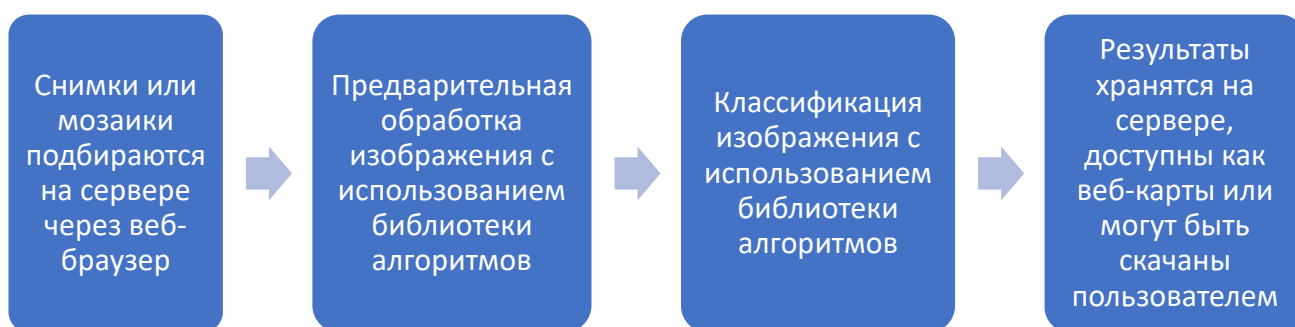 Снимки или
мозаики
подбираются
на сервере
через веб-
браузер
Предварительная
обработка
изображения с
использованием
библиотеки
алгоритмов
Классификация
изображения с
использованием
библиотеки
алгоритмов
Результаты
хранятся на
сервере,
доступны как
веб-карты или
могут быть
скачаны
пользователем